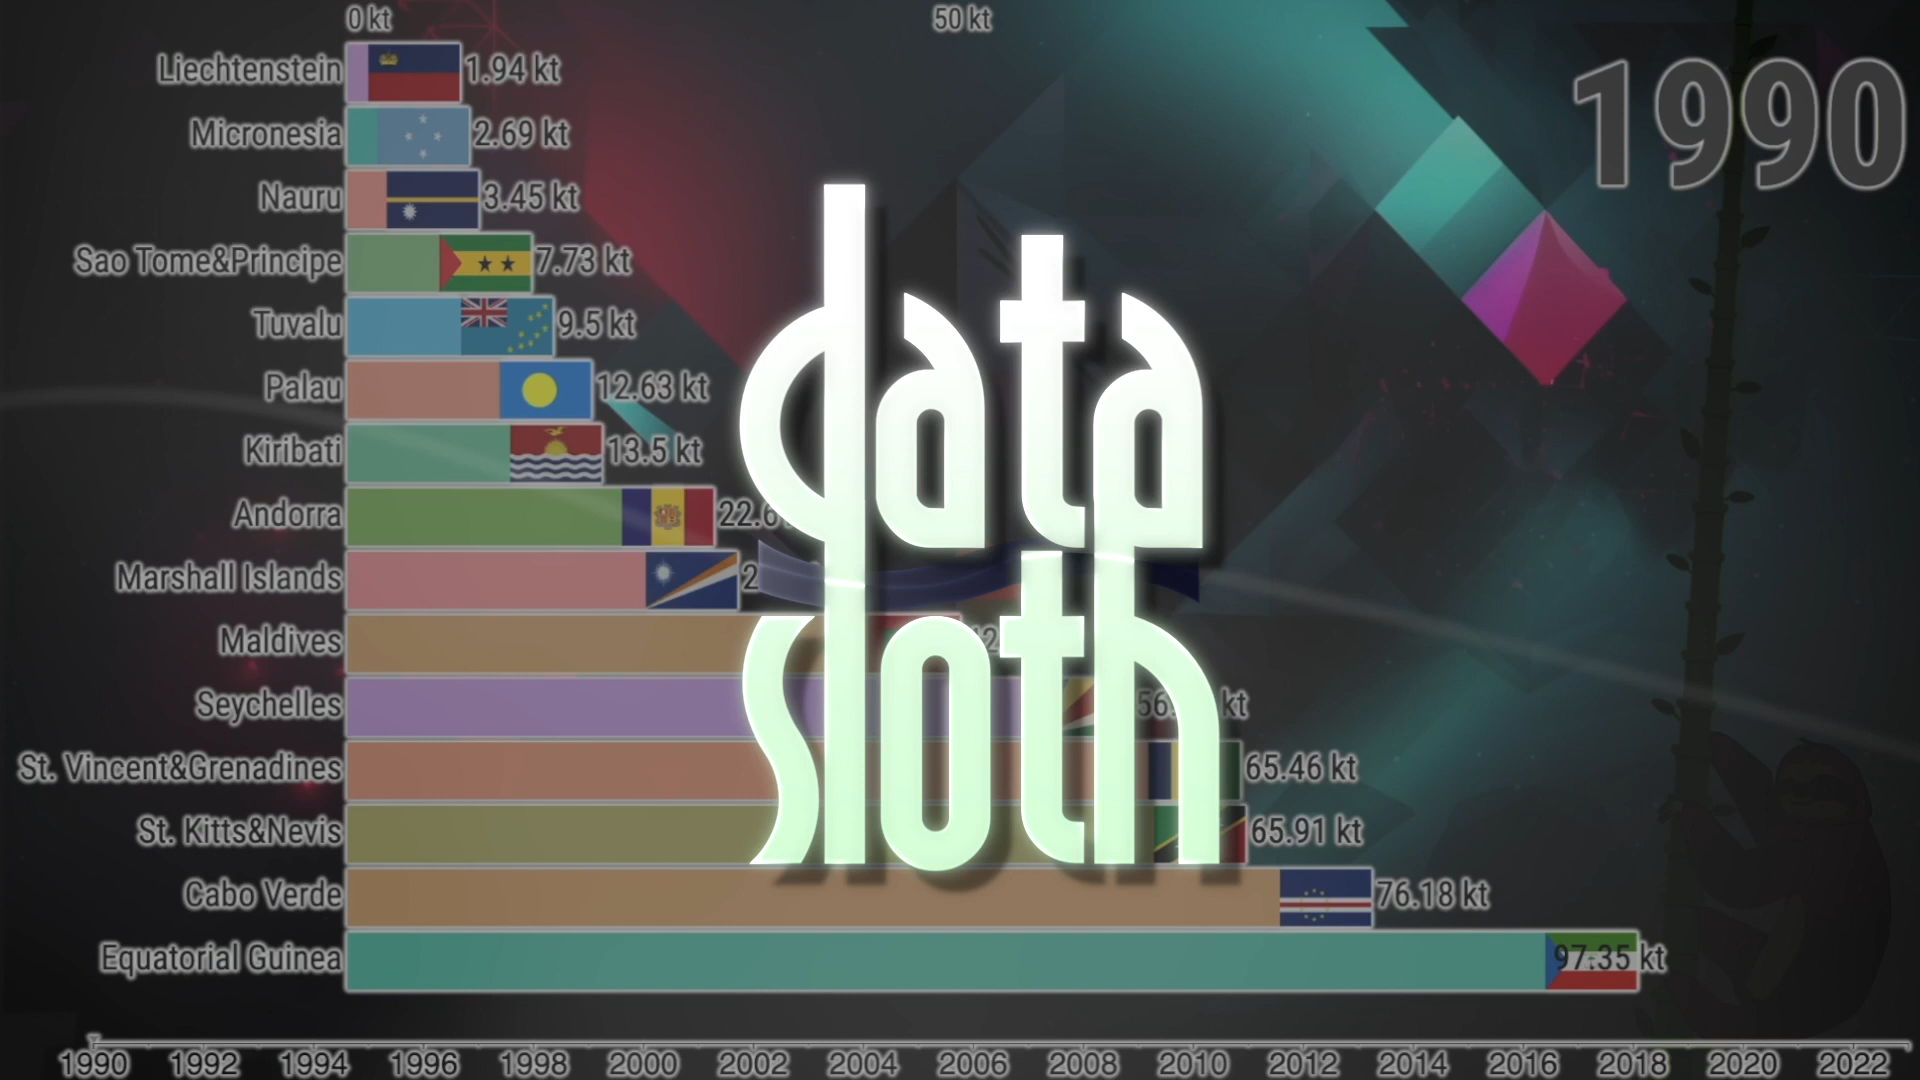 0 kt 50 kt
1990
Liechtenstein 1.94 kt
Micronesia 2.69 kt
Nauru 3.45 kt
Sao Tome&Principe 7.73 kt
Tuvalu 9.5 kt
Palau 12.63 kt
Kiribati 13.5 kt
Andorra
Marshall Islands
Maldives
Seychelles kt
St. Vincent&Grenadines 65.46 kt
St. Kitts&Nevis 65.91 kt
Cabo Verde 76.18 kt
Equatorial Guinea 97.35 kt
data
sloth
1990 1992 1994 1996 1998 2000 2002 2004 2006 2008 2010 2012 2014 2016 2018 2020 2022